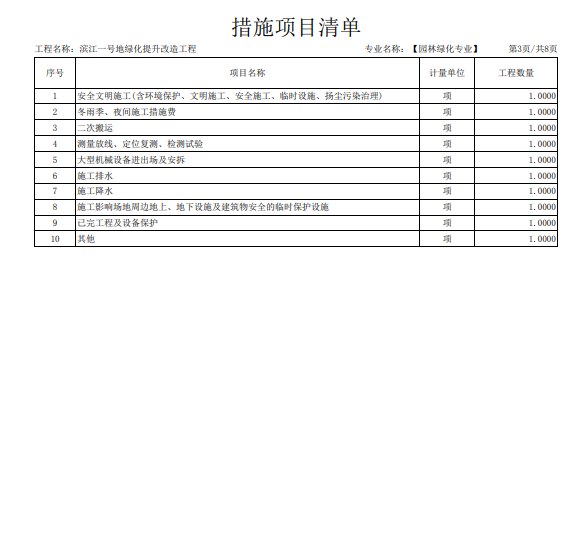 措施项目清单
工程名称：滨江一号地绿化提升改造工程 专业名称：【园林绿化专业】 第3页/共8页
序号 项目名称 计量单位 工程数量
1 安全文明施工(含环境保护、文明施工、安全施工、临时设施、扬尘污染治理) 项 1.0000
2 冬雨季、夜间施工措施费 项 1.0000
3 二次搬运 项 1.0000
4 测量放线、定位复测、检测试验 项 1.0000
5 大型机械设备进出场及安拆 项 1.0000
6 施工排水 项 1.0000
7 施工降水 项 1.0000
8 施工影响场地周边地上、地下设施及建筑物安全的临时保护设施 项 1.0000
9 已完工程及设备保护 项 1.0000
10 其他 项 1.0000